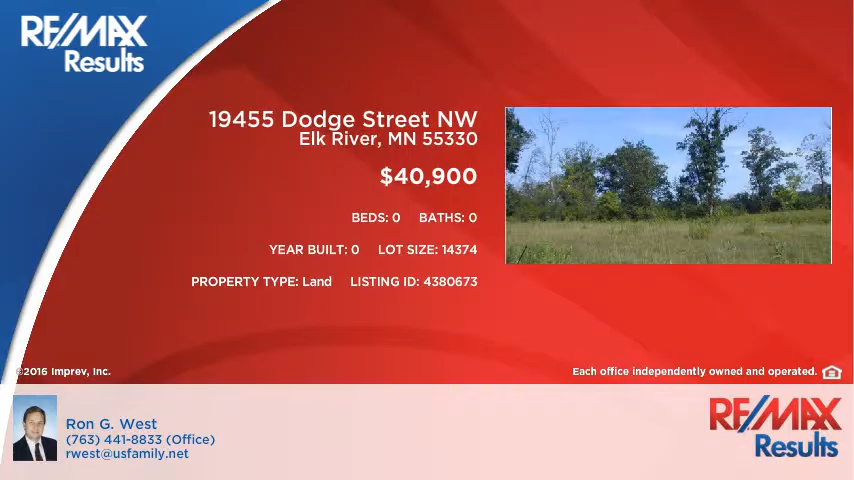 RE/MAX
Results
19455 Dodge Street NW
Elk River, MN 55330
$40,900
BEDS: 0 BATHS: 0
YEAR BUILT: 0 LOT SIZE: 14374
PROPERTY TYPE: Land LISTING ID: 4380673
©2016 Imprev, Inc.
Each office independently owned and operated.
Ron G. West
(763) 441-8833 (Office)
rwest@usfamily.net
RE/MAX
Results